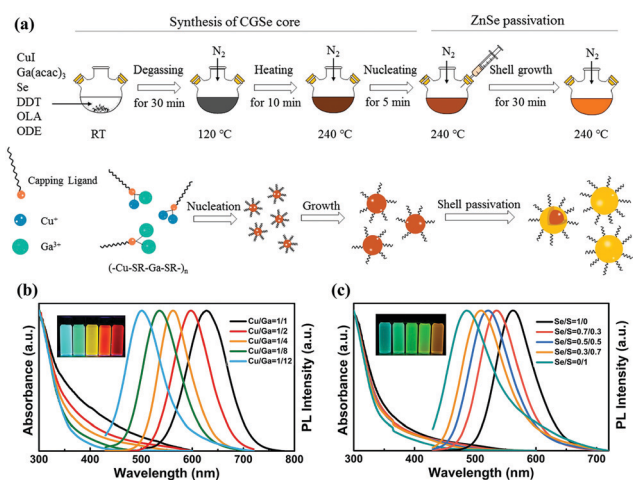 (a)
Synthesis of CGSe core
ZnSe passivation
CuI
Ga(acac)3
Se
DDT
OLA
ODE
N2
N2
N2
N2
Degassing
for 30 min
Heating
for 10 min
Nucleating
for 5 min
Shell growth
for 30 min
RT
120 °C
240 °C
240 °C
240 °C
Capping Ligand
Cu+
Ga3+
(-Cu-SR-Ga-SR-)n
Nucleation
Growth
Shell passivation
(b)
Absorbance (a.u.)
PL Intensity (a.u.)
Cu/Ga=1/1
Cu/Ga=1/2
Cu/Ga=1/4
Cu/Ga=1/8
Cu/Ga=1/12
300 400 500 600 700 800
Wavelength (nm)
(c)
Absorbance (a.u.)
PL Intensity (a.u.)
Se/S=1/0
Se/S=0.7/0.3
Se/S=0.5/0.5
Se/S=0.3/0.7
Se/S=0/1
300 400 500 600 700
Wavelength (nm)